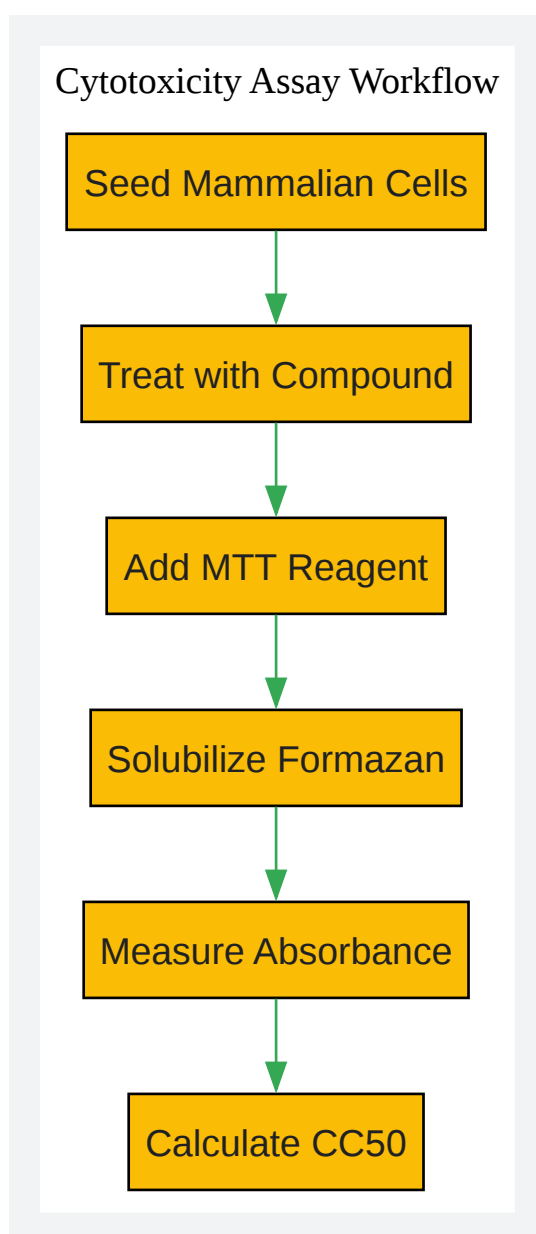 Cytotoxicity Assay Workflow
Seed Mammalian Cells
Treat with Compound
Add MTT Reagent
Solubilize Formazan
Measure Absorbance
Calculate CC50